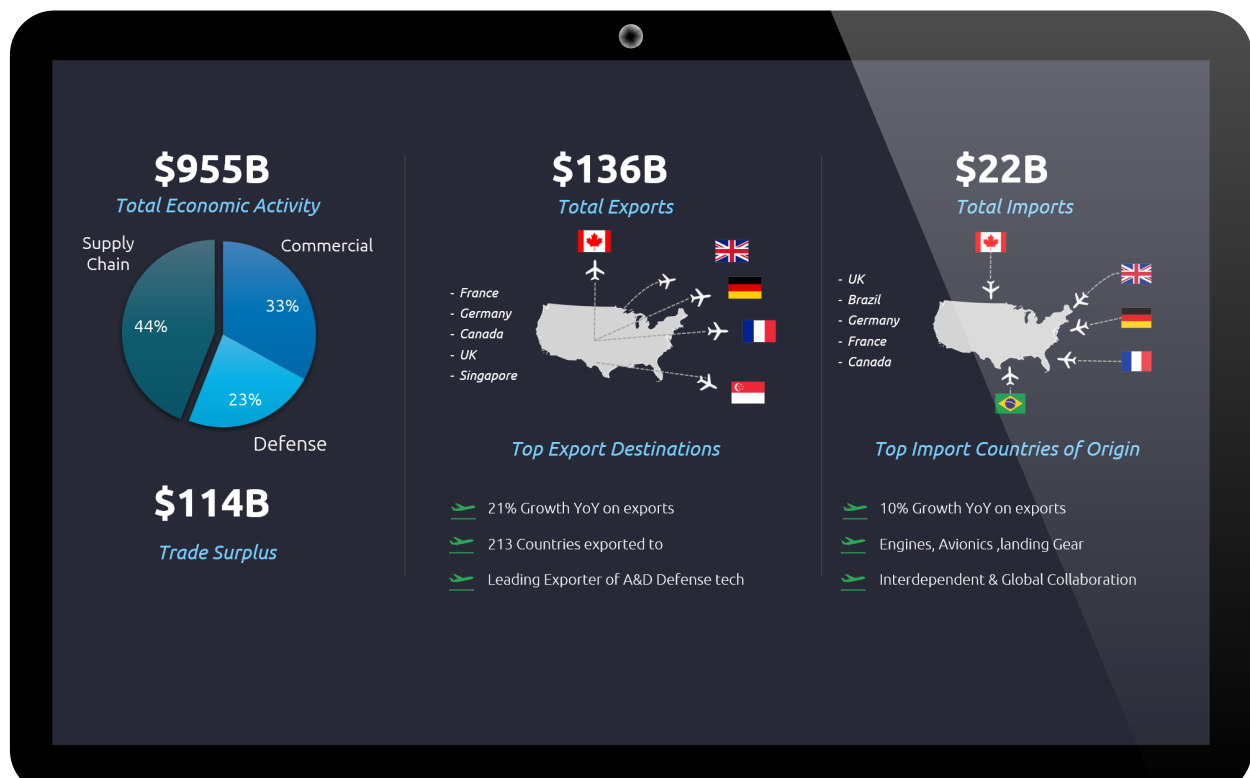 $955B
Total Economic Activity
Supply
Chain
Commercial
33%
44%
23%
Defense
$114B
Trade Surplus
$136B
Total Exports
- France
- Germany
- Canada
- UK
- Singapore
Top Export Destinations
21% Growth YoY on exports
213 Countries exported to
Leading Exporter of A&D Defense tech
$22B
Total Imports
- UK
- Brazil
- Germany
- France
- Canada
Top Import Countries of Origin
10% Growth YoY on exports
Engines, Avionics ,landing Gear
Interdependent & Global Collaboration